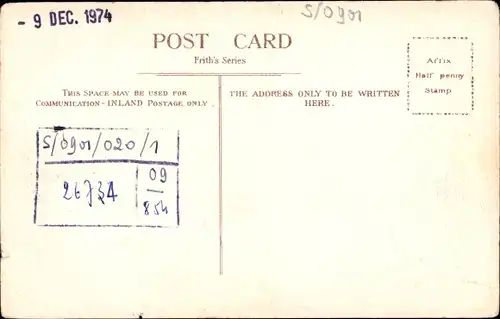 - 9 DEC. 1974
S/0901
POST CARD
Frith's Series
THIS SPACE MAY BE USED FOR
COMMUNICATION - INLAND POSTAGE ONLY.
THE ADDRESS ONLY TO BE WRITTEN
HERE.
Affix
Half penny
Stamp
S/0901/020/1
26734
09
854